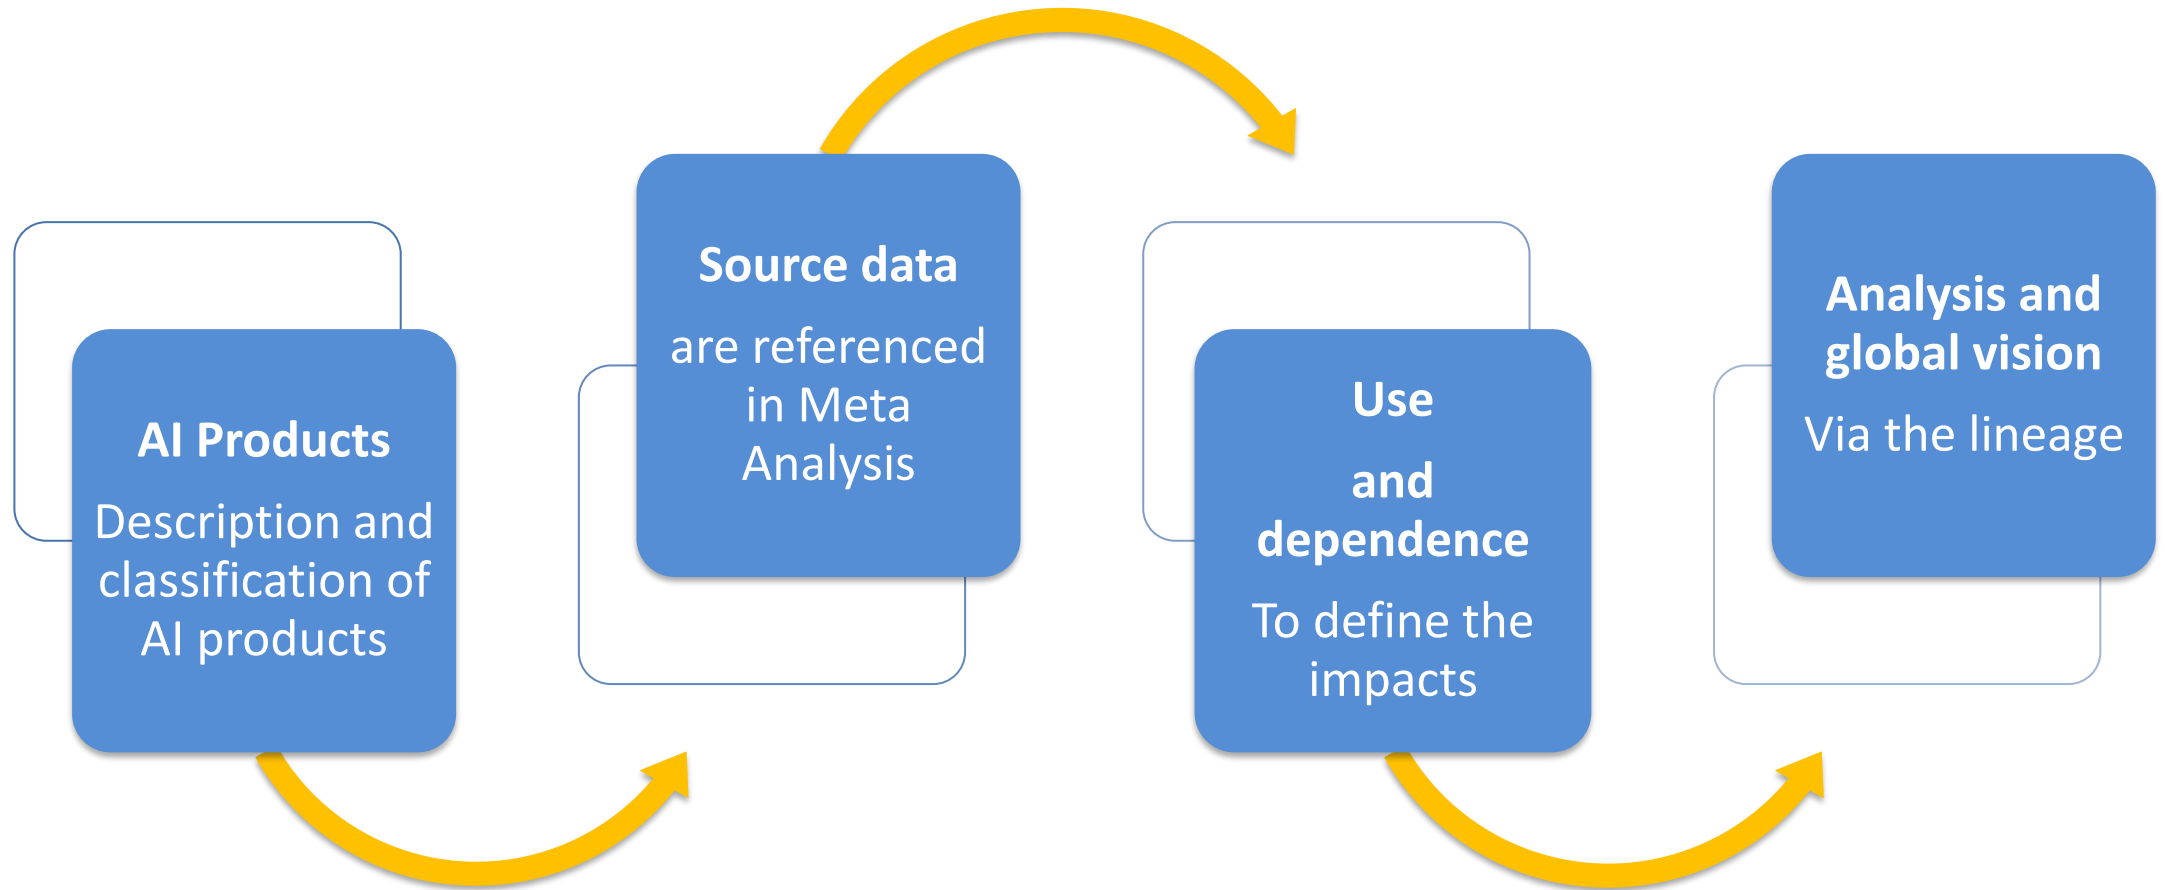 AI Products
Description and
classification of
AI products
Source data
are referenced
in Meta
Analysis
Use
and
dependence
To define the
impacts
Analysis and
global vision
Via the lineage